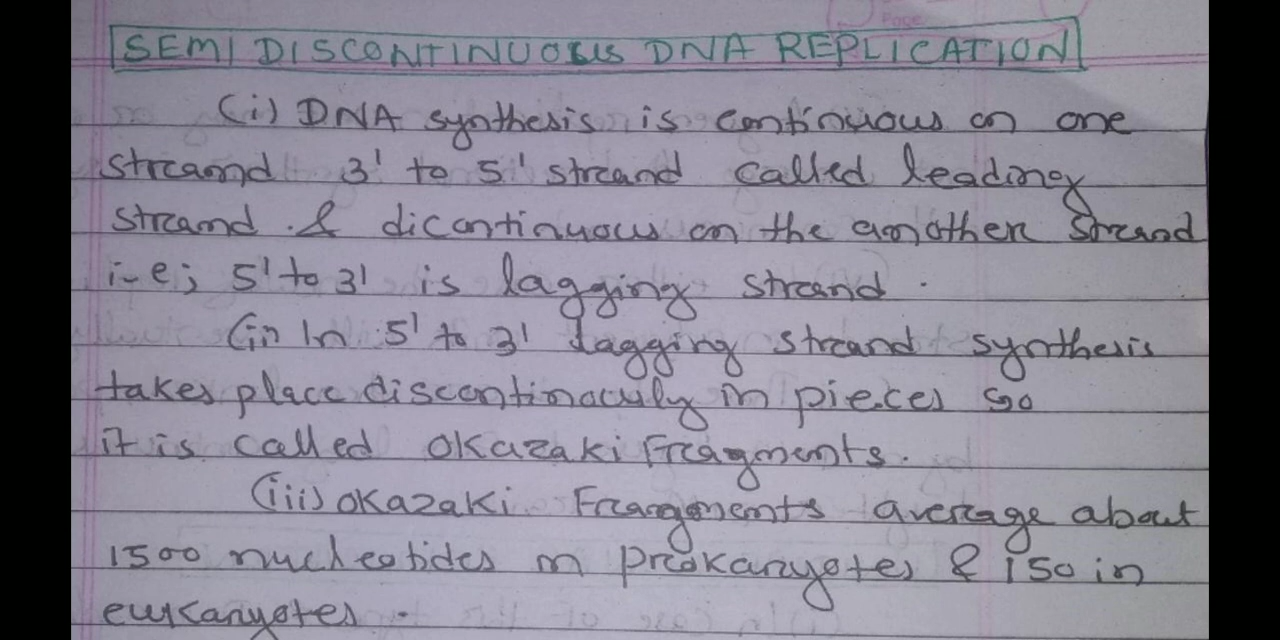 SEMI DISCONTINUOUS DNA REPLICATION
(i) DNA synthesis is continuous on one
strand 3' to 5' strand called leading
strand & dicontinuous on the another strand
i-e; 5' to 3' is lagging strand.
(ii) In 5' to 3' lagging strand synthesis
takes place discontinously in pieces so
it is called okazaki fragments.
(iii) okazaki Fragments average about
1500 nucleotides in prokaryotes & 150 in
eukaryotes.